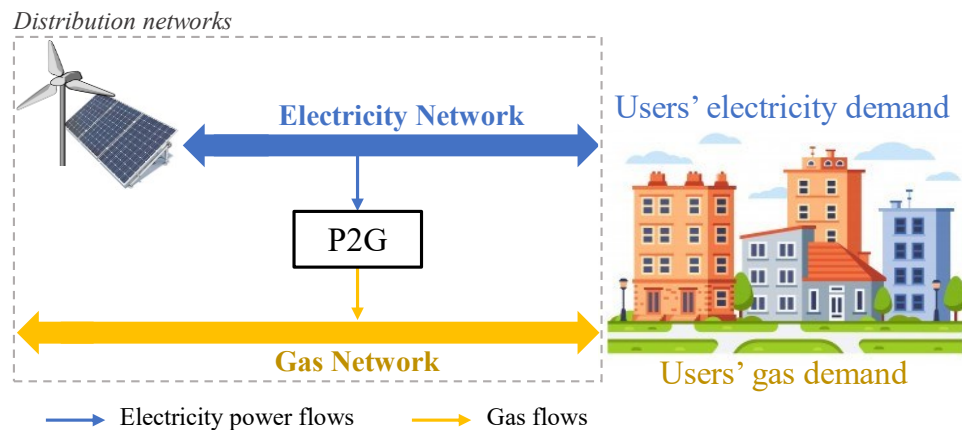 Distribution networks
Electricity Network
Users’ electricity demand
P2G
Gas Network
Users’ gas demand
Electricity power flows
Gas flows